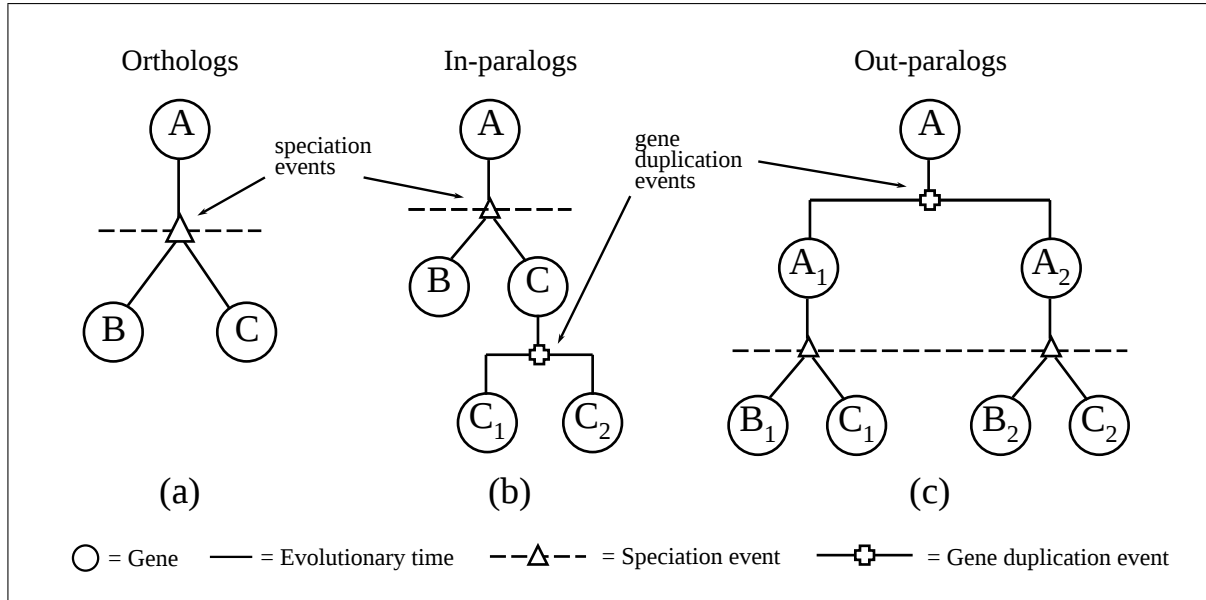 Orthologs
In-paralogs
Out-paralogs
A
A
A
speciation
events
gene
duplication
events
B
C
B
C
C1
C2
A1
A2
B1
C1
B2
C2
(a)
(b)
(c)
= Gene
= Evolutionary time
= Speciation event
= Gene duplication event